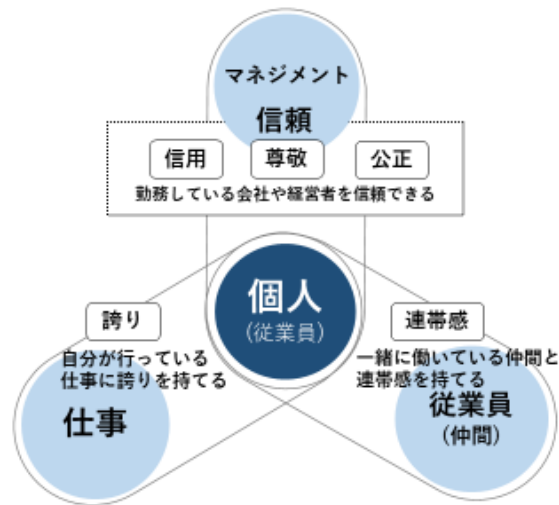 マネジメント
信頼
信用 尊敬 公正
勤務している会社や経営者を信頼できる
個人
(従業員)
誇り
自分が行っている
仕事に誇りを持てる
仕事
連帯感
一緒に働いている仲間と
連帯感を持てる
従業員
(仲間)